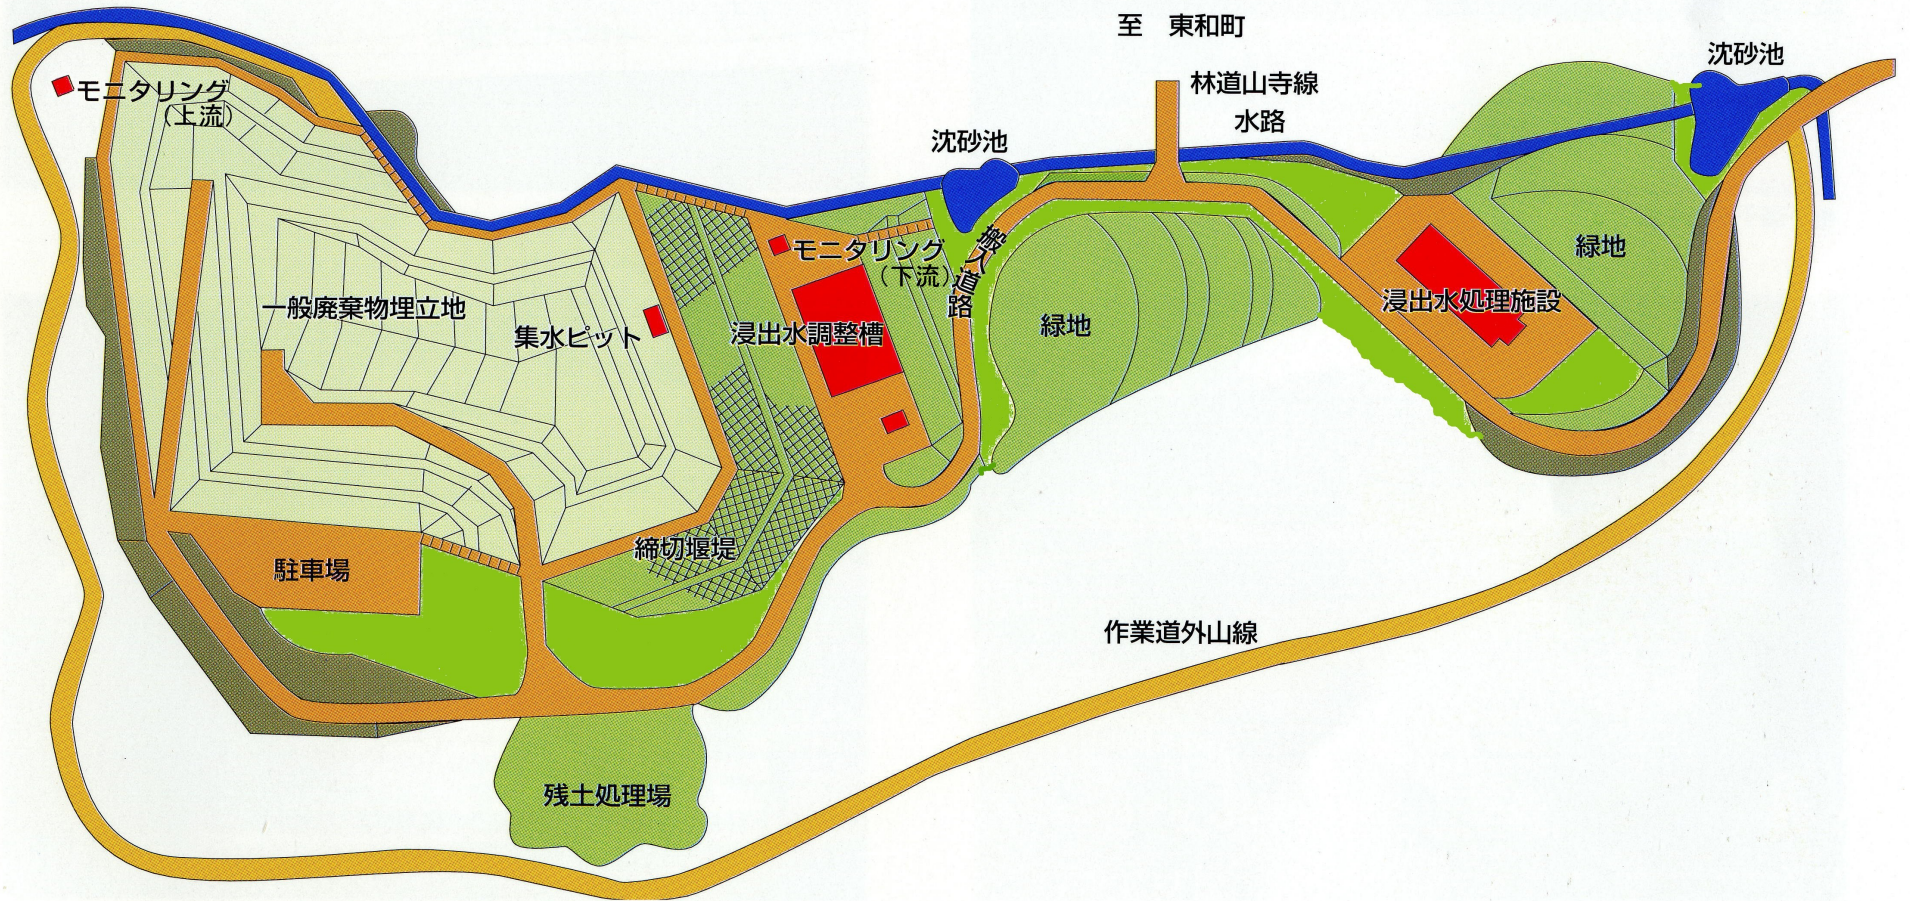 至　東和町
沈砂池
林道山寺線
モニタリング
（上流）
水路
沈砂池
搬入道路
モニタリング
（下流）
緑地
一般廃棄物埋立地
集水ピット
浸出水調整槽
緑地
浸出水処理施設
締切堰堤
駐車場
作業道外山線
残土処理場